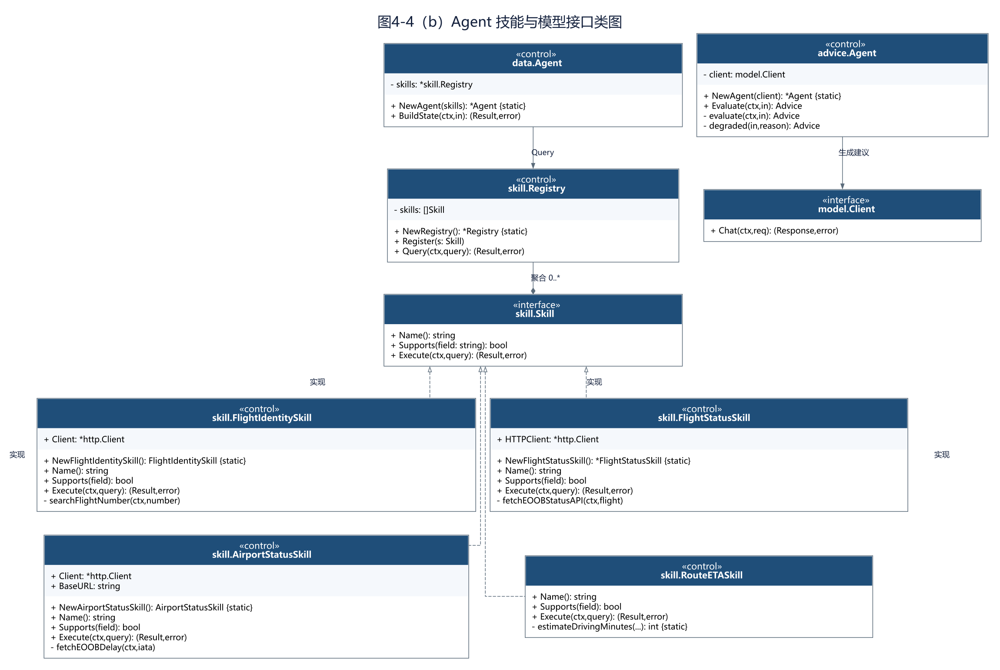 图4-4（b）Agent 技能与模型接口类图
«control»
data.Agent
- skills: *skill.Registry
+ NewAgent(skills): *Agent {static}
+ BuildState(ctx,in): (Result,error)
«control»
advice.Agent
- client: model.Client
+ NewAgent(client): *Agent {static}
+ Evaluate(ctx,in): Advice
- evaluate(ctx,in): Advice
- degraded(in,reason): Advice
Query
生成建议
«control»
skill.Registry
- skills: []Skill
+ NewRegistry(): *Registry {static}
+ Register(s: Skill)
+ Query(ctx,query): (Result,error)
«interface»
model.Client
+ Chat(ctx,req): (Response,error)
聚合 0..*
«interface»
skill.Skill
+ Name(): string
+ Supports(field: string): bool
+ Execute(ctx,query): (Result,error)
实现
实现
«control»
skill.FlightIdentitySkill
+ Client: *http.Client
+ NewFlightIdentitySkill(): FlightIdentitySkill {static}
+ Name(): string
+ Supports(field): bool
+ Execute(ctx,query): (Result,error)
- searchFlightNumber(ctx,number)
«control»
skill.FlightStatusSkill
+ HTTPClient: *http.Client
+ NewFlightStatusSkill(): *FlightStatusSkill {static}
+ Name(): string
+ Supports(field): bool
+ Execute(ctx,query): (Result,error)
- fetchEOOBStatusAPI(ctx,flight)
实现
实现
«control»
skill.AirportStatusSkill
+ Client: *http.Client
+ BaseURL: string
+ NewAirportStatusSkill(): AirportStatusSkill {static}
+ Name(): string
+ Supports(field): bool
+ Execute(ctx,query): (Result,error)
- fetchEOOBDelay(ctx,iata)
«control»
skill.RouteETASkill
+ Name(): string
+ Supports(field): bool
+ Execute(ctx,query): (Result,error)
- estimateDrivingMinutes(...): int {static}